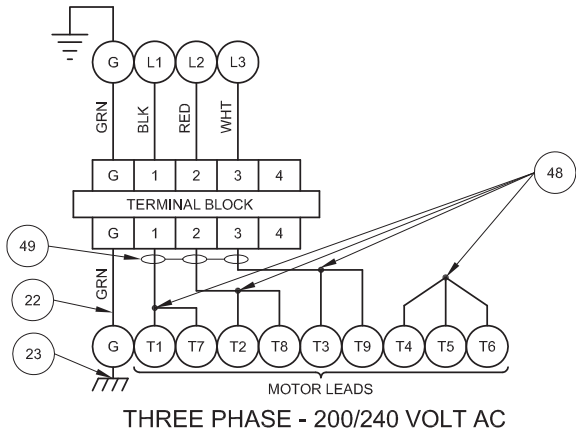 G L1 L2 L3
GRN BLK RED WHT
G 1 2 3 4
TERMINAL BLOCK
G 1 2 3 4
48
49
GRN
22
23
G T1 T7 T2 T8 T3 T9 T4 T5 T6
MOTOR LEADS
THREE PHASE - 200/240 VOLT AC